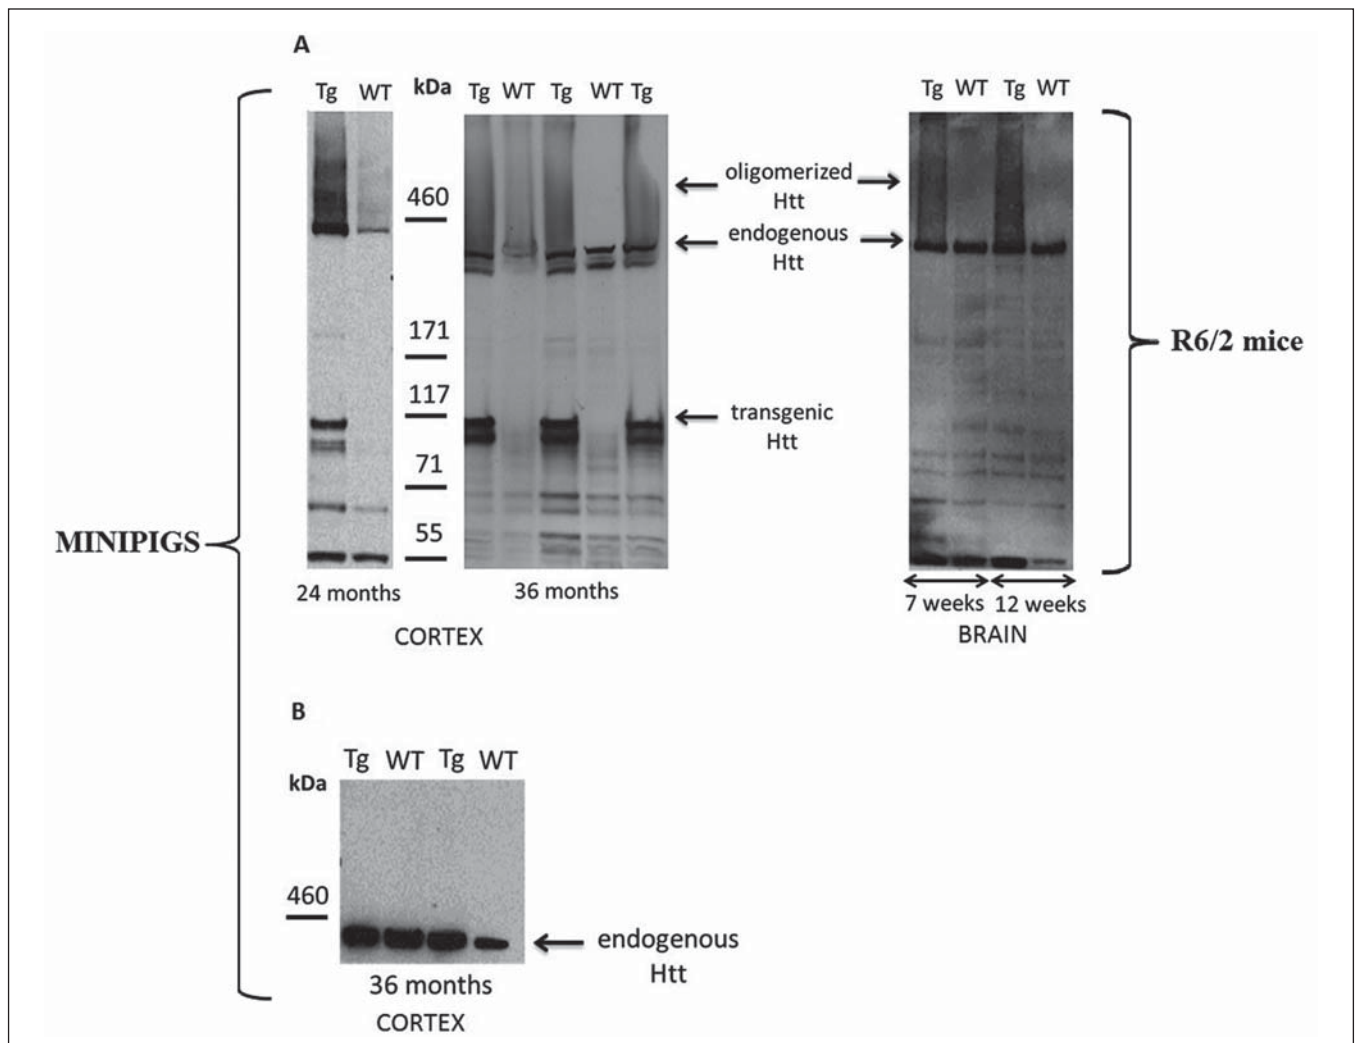 A
Tg WT kDa Tg WT Tg WT Tg
Tg WT Tg WT
oligomerized
Htt
460
endogenous
Htt
171
R6/2 mice
117
transgenic
Htt
71
MINIPIGS
55
24 months
36 months
7 weeks 12 weeks
CORTEX
BRAIN
B
Tg WT Tg WT
kDa
460
endogenous
Htt
36 months
CORTEX